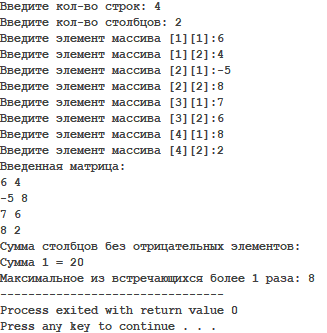 Введите кол-во строк: 4
Введите кол-во столбцов: 2
Введите элемент массива [1][1]:6
Введите элемент массива [1][2]:4
Введите элемент массива [2][1]:-5
Введите элемент массива [2][2]:8
Введите элемент массива [3][1]:7
Введите элемент массива [3][2]:6
Введите элемент массива [4][1]:8
Введите элемент массива [4][2]:2
Введенная матрица:
6 4
-5 8
7 6
8 2
Сумма столбцов без отрицательных элементов:
Сумма 1 = 20
Максимальное из встречающихся более 1 раза: 8
--------------------------------
Process exited with return value 0
Press any key to continue . . .